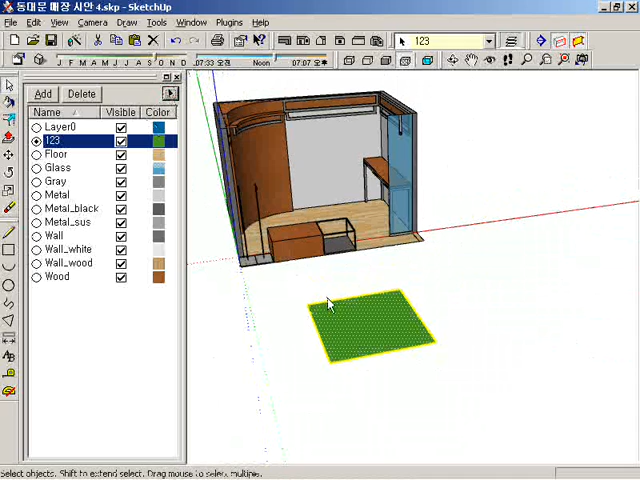 동대문 매장 시안 4.skp - SketchUp
File Edit View Camera Draw Tools Window Plugins Help
123
J F M A M J J A S O N D
07:33 오전 Noon 07:07 오후
Add Delete
Name Visible Color
Layer0
123
Floor
Glass
Gray
Metal
Metal_black
Metal_sus
Wall
Wall_white
Wall_wood
Wood
Select objects. Shift to extend select. Drag mouse to select multiple.